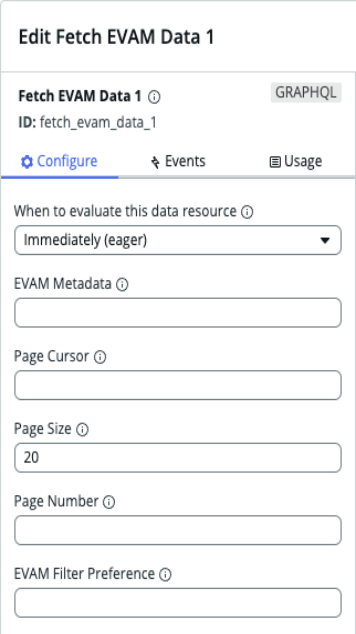 Edit Fetch EVAM Data 1
Fetch EVAM Data 1
GRAPHQL
ID: fetch_evam_data_1
Configure
Events
Usage
When to evaluate this data resource
Immediately (eager)
EVAM Metadata
Page Cursor
Page Size
20
Page Number
EVAM Filter Preference